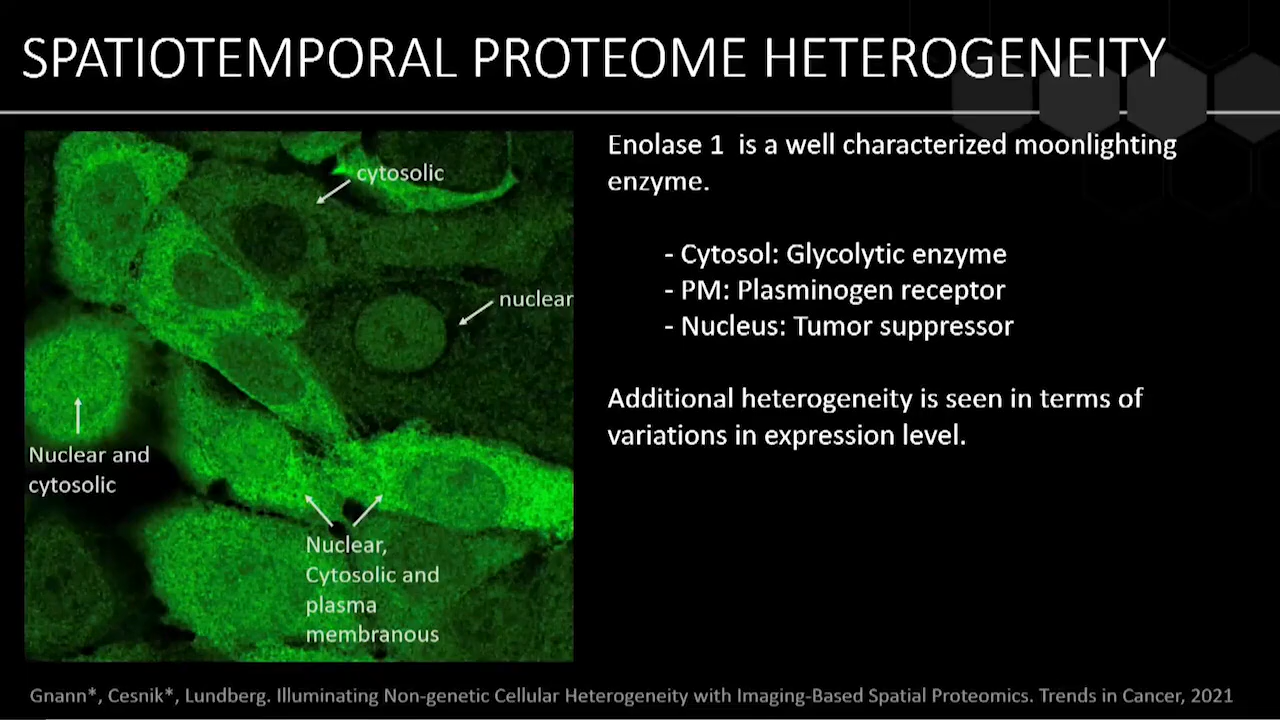 SPATIOTEMPORAL PROTEOME HETEROGENEITY
cytosolic
nuclear
Nuclear and
cytosolic
Nuclear,
Cytosolic and
plasma
membranous
Enolase 1 is a well characterized moonlighting
enzyme.
- Cytosol: Glycolytic enzyme
- PM: Plasminogen receptor
- Nucleus: Tumor suppressor
Additional heterogeneity is seen in terms of
variations in expression level.
Gnann*, Cesnik*, Lundberg. Illuminating Non-genetic Cellular Heterogeneity with Imaging-Based Spatial Proteomics. Trends in Cancer, 2021